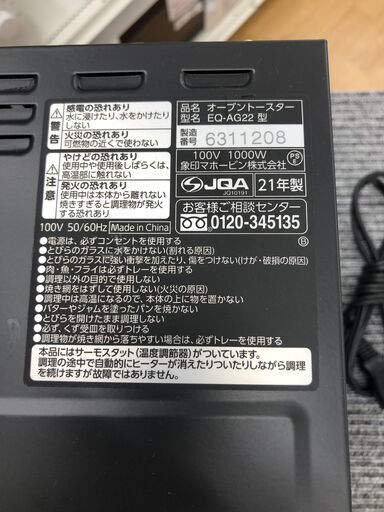 警告
感電の恐れあり
水に浸けたり、水をかけたり
しない
火災の恐れあり
可燃物の近くで使わない
注意
やけどの恐れあり
使用中や使用後しばらくは、
高温部に触れない
発火の恐れあり
使用中は本体から離れない
焼きすぎると調理物が発火
する恐れあり
品名 オーブントースター
型式 EQ-AG22 型
製造番号 6311208
100V 1000W PSE
象印マホービン株式会社
JQA 21年製
JQ10191
お客様ご相談センター
0120-345135
100V 50/60Hz Made in China
B
●電源は、必ずコンセントを使用する
●とびらのガラスに水をかけない(割れる原因)
●とびらのガラスに強い衝撃を加えたり、傷をつけない(けが・破損の原因)
●肉・魚・フライは必ずトレーを使用する
●調理以外の目的で使用しない
●焼き網をはずして使用しない(火災の原因)
●調理中は高温になるので、本体の上に物を置かない
●バターやジャムを塗ったパンを焼かない
●とびらを開けたまま調理しない
●必ず、くず受皿を取りつける
●調理物が焼き網から落ちやすい場合は、必ずトレーを使用する
本品にはサーモスタット(温度調節器)がついています。
調理の途中で自動的にヒーターが消えたりついたりしながら調理
を続けますが故障ではありません。